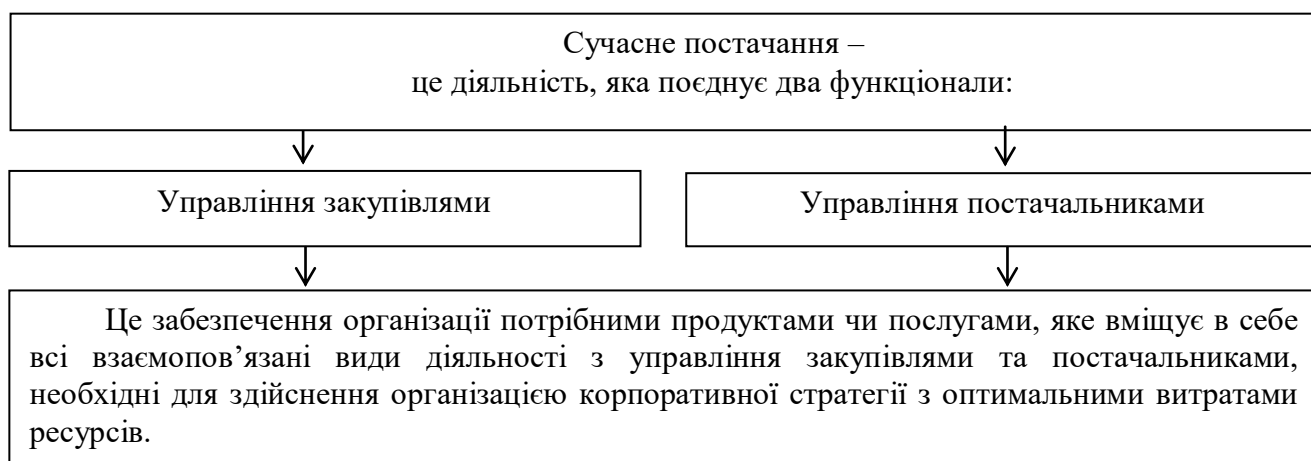 Сучасне постачання –
це діяльність, яка поєднує два функціонали:
Управління закупівлями
Управління постачальниками
Це забезпечення організації потрібними продуктами чи послугами, яке вміщує в себе
всі взаємопов’язані види діяльності з управління закупівлями та постачальниками,
необхідні для здійснення організацією корпоративної стратегії з оптимальними витратами
ресурсів.